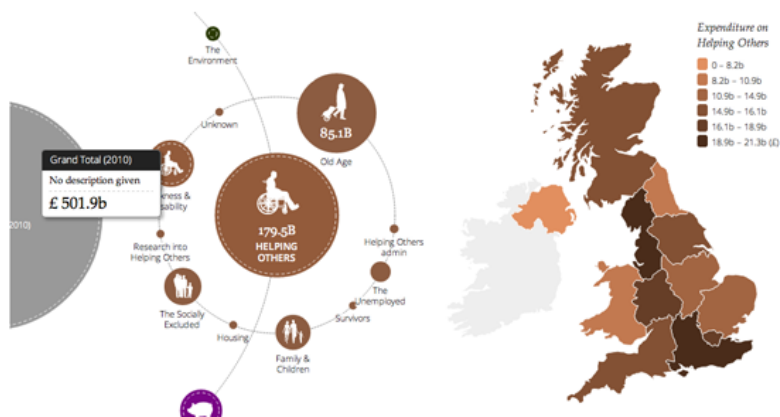 The
Environment
Unknown
85.1B
Old Age
Grand Total (2010)
No description given
£ 501.9b
kness &
sability
2010)
179.5B
HELPING
OTHERS
Research into
Helping Others
Helping Others
admin
The
Unemployed
The Socially
Excluded
Survivors
Housing
Family &
Children
Expenditure on
Helping Others
0 – 8.2b
8.2b – 10.9b
10.9b – 14.9b
14.9b – 16.1b
16.1b – 18.9b
18.9b – 21.3b (£)